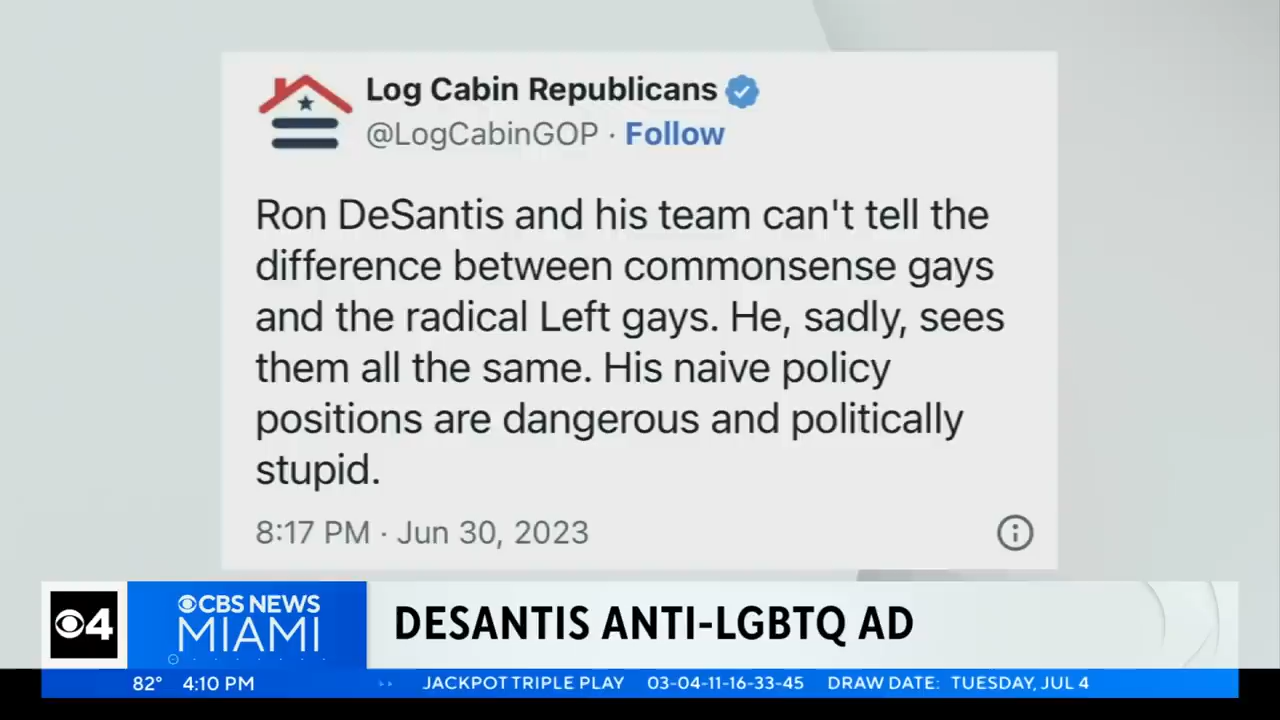 Log Cabin Republicans
@LogCabinGOP · Follow
Ron DeSantis and his team can't tell the
difference between commonsense gays
and the radical Left gays. He, sadly, sees
them all the same. His naive policy
positions are dangerous and politically
stupid.
8:17 PM · Jun 30, 2023
4
CBS NEWS
MIAMI
DESANTIS ANTI-LGBTQ AD
82° 4:10 PM JACKPOT TRIPLE PLAY 03-04-11-16-33-45 DRAW DATE: TUESDAY, JUL 4